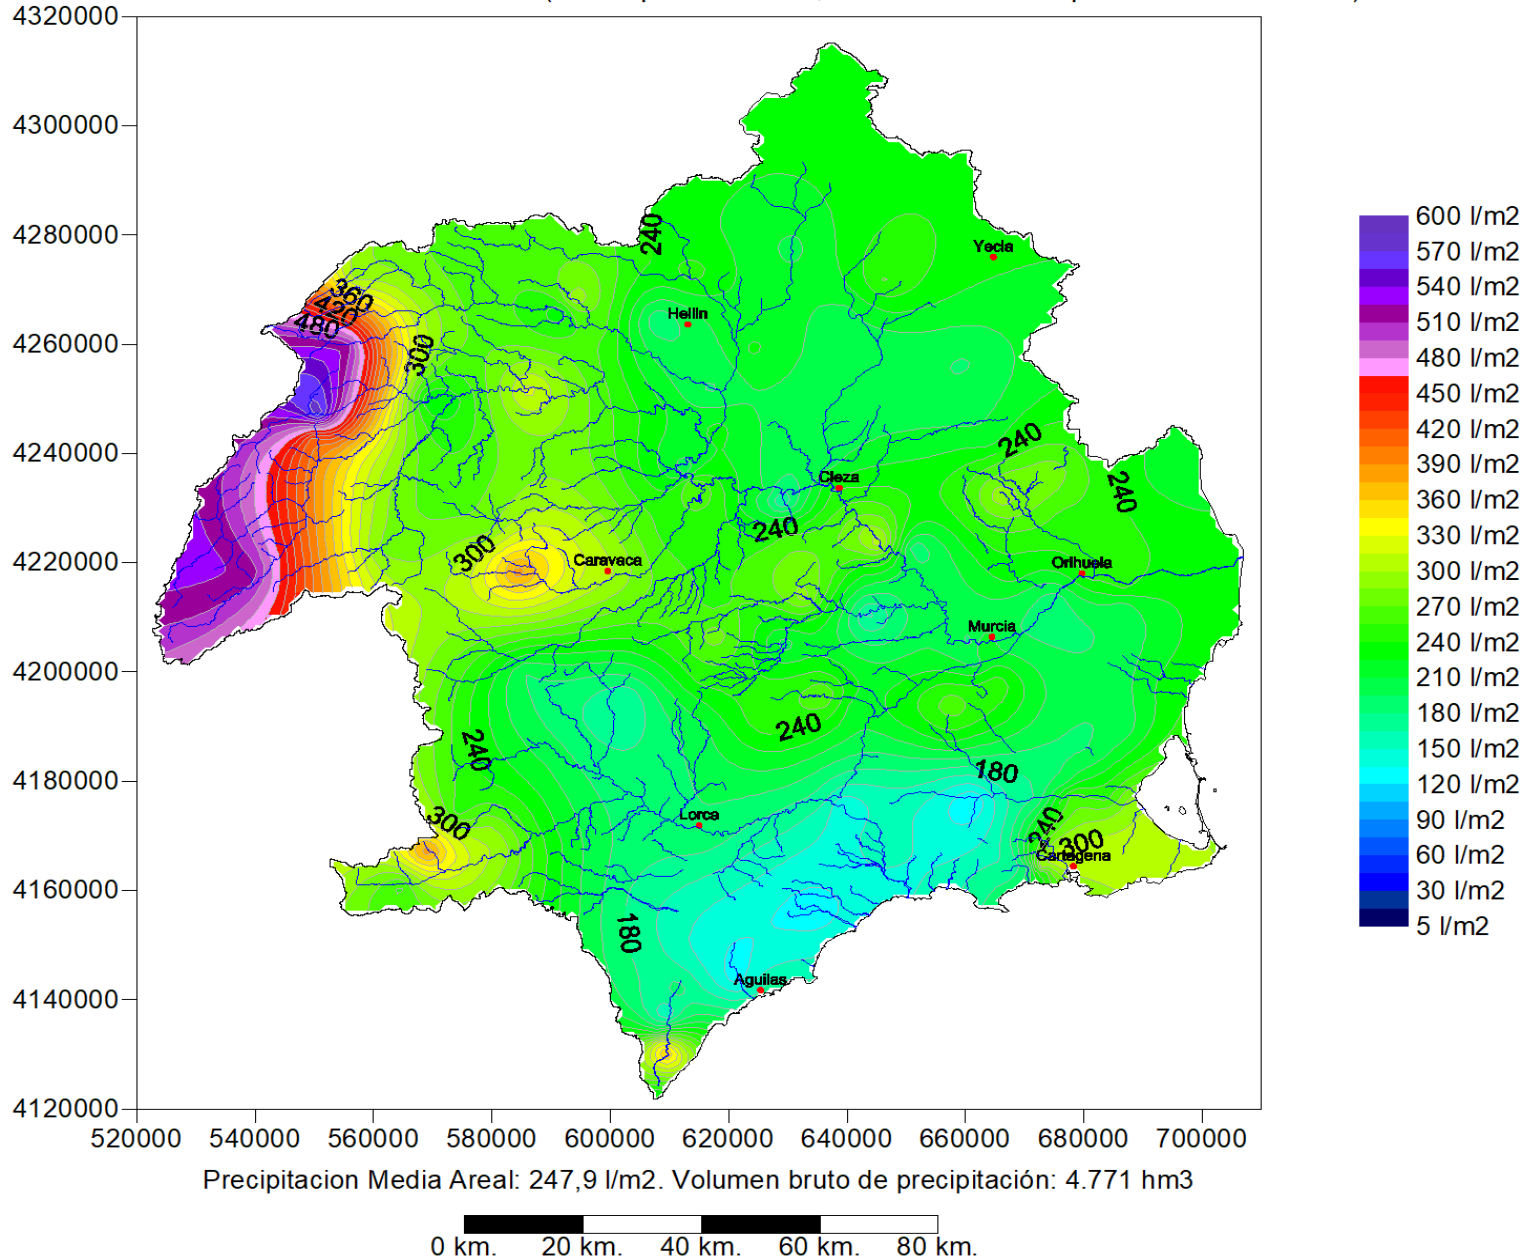 4320000
4300000
4280000
4260000
4240000
4220000
4200000
4180000
4160000
4140000
4120000
520000 540000 560000 580000 600000 620000 640000 660000 680000 700000
240
Yecla
360
420
480
Hellin
300
240
Cieza
240
240
300
Caravaca
Orihuela
Murcia
240
240
180
300
Lorca
240
300
Cartagena
180
Aguilas
600 l/m2
570 l/m2
540 l/m2
510 l/m2
480 l/m2
450 l/m2
420 l/m2
390 l/m2
360 l/m2
330 l/m2
300 l/m2
270 l/m2
240 l/m2
210 l/m2
180 l/m2
150 l/m2
120 l/m2
90 l/m2
60 l/m2
30 l/m2
5 l/m2
Precipitacion Media Areal: 247,9 l/m2. Volumen bruto de precipitación: 4.771 hm3
0 km. 20 km. 40 km. 60 km. 80 km.